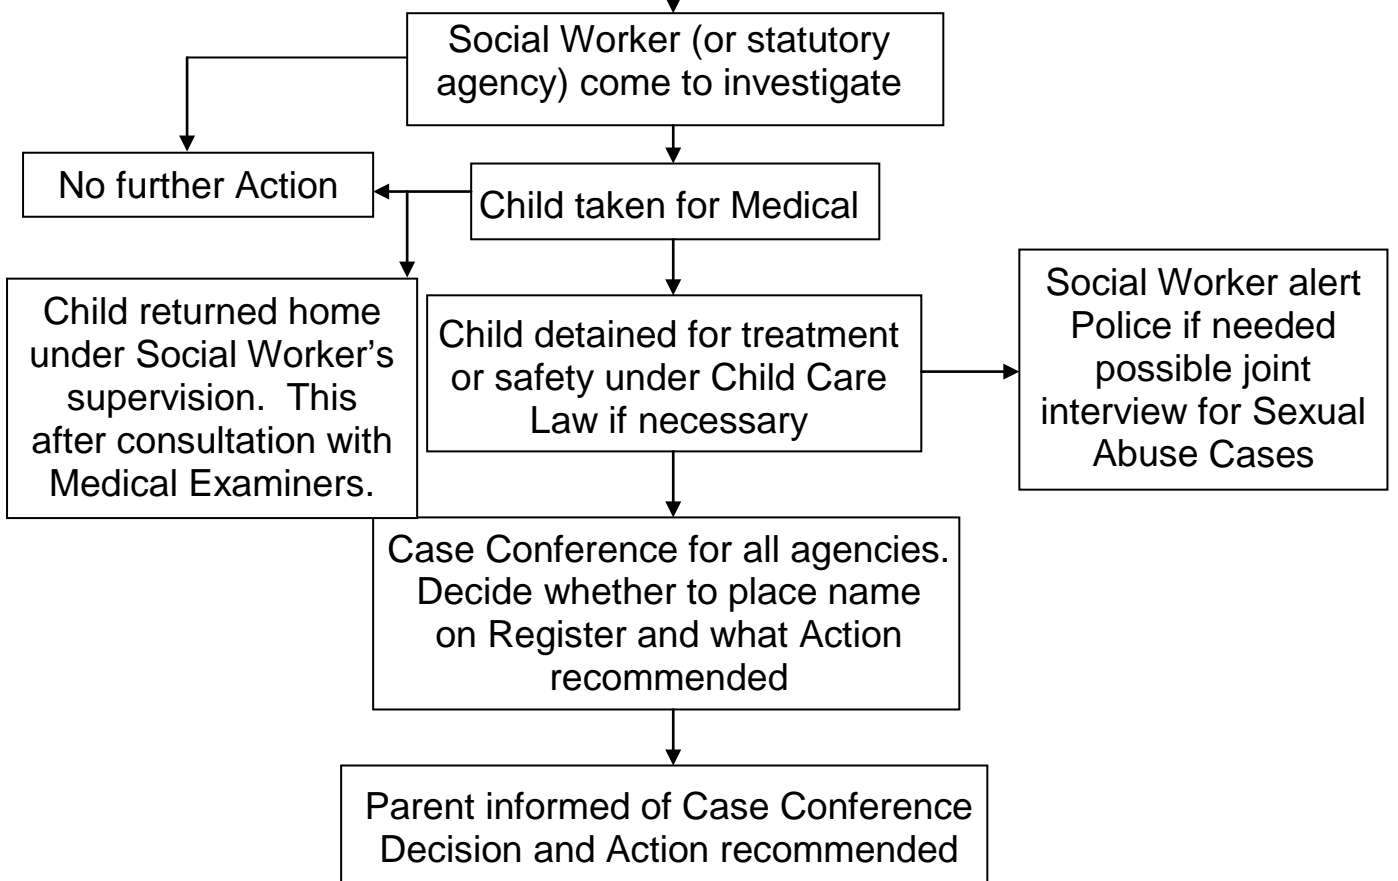 Social Worker (or statutory
agency) come to investigate
No further Action
Child taken for Medical
Child returned home
under Social Worker’s
supervision.  This
after consultation with
Medical Examiners.
Child detained for treatment
or safety under Child Care
Law if necessary
Social Worker alert
Police if needed
possible joint
interview for Sexual
Abuse Cases
Case Conference for all agencies.
Decide whether to place name
on Register and what Action
recommended
Parent informed of Case Conference
Decision and Action recommended